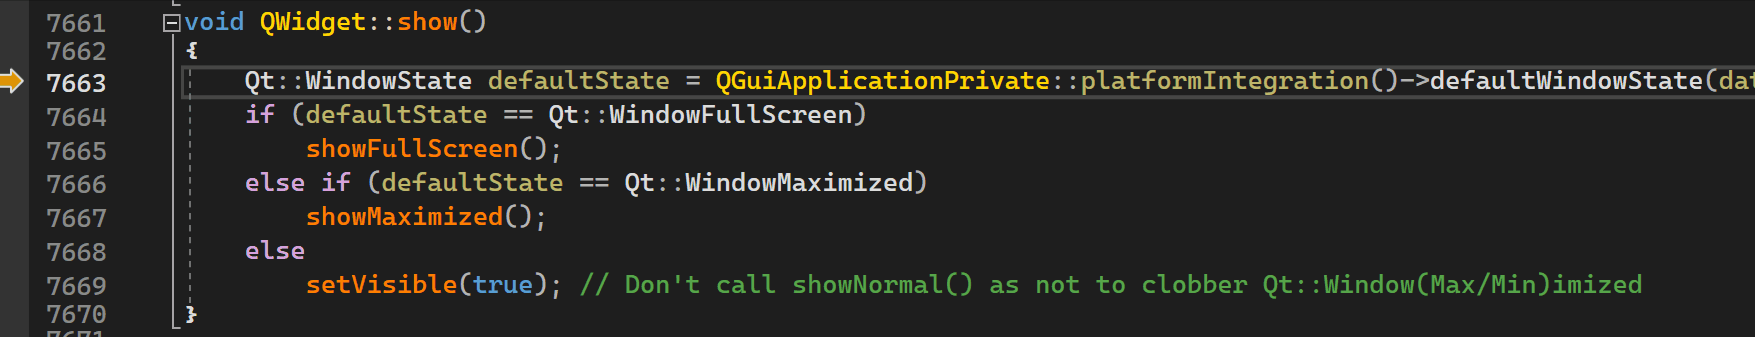 7661 void QWidget::show()
7662 {
7663 Qt::WindowState defaultState = QGuiApplicationPrivate::platformIntegration()->defaultWindowState(dat
7664 if (defaultState == Qt::WindowFullScreen)
7665 showFullScreen();
7666 else if (defaultState == Qt::WindowMaximized)
7667 showMaximized();
7668 else
7669 setVisible(true); // Don't call showNormal() as not to clobber Qt::Window(Max/Min)imized
7670 }
7671